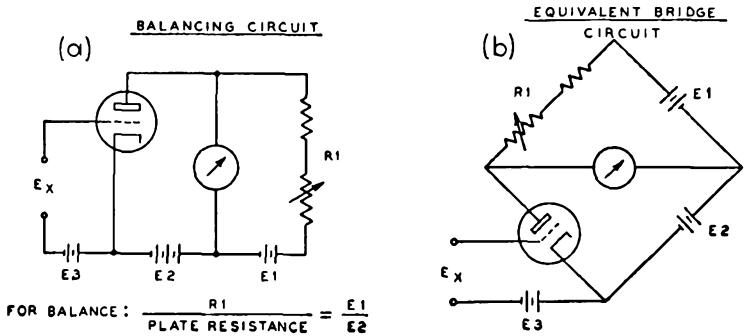 BALANCING CIRCUIT
(a)
R1
EX
E3
E2
E1
FOR BALANCE: R1
PLATE RESISTANCE = E1
E2
EQUIVALENT BRIDGE
CIRCUIT
(b)
R1
E1
E2
EX
E3